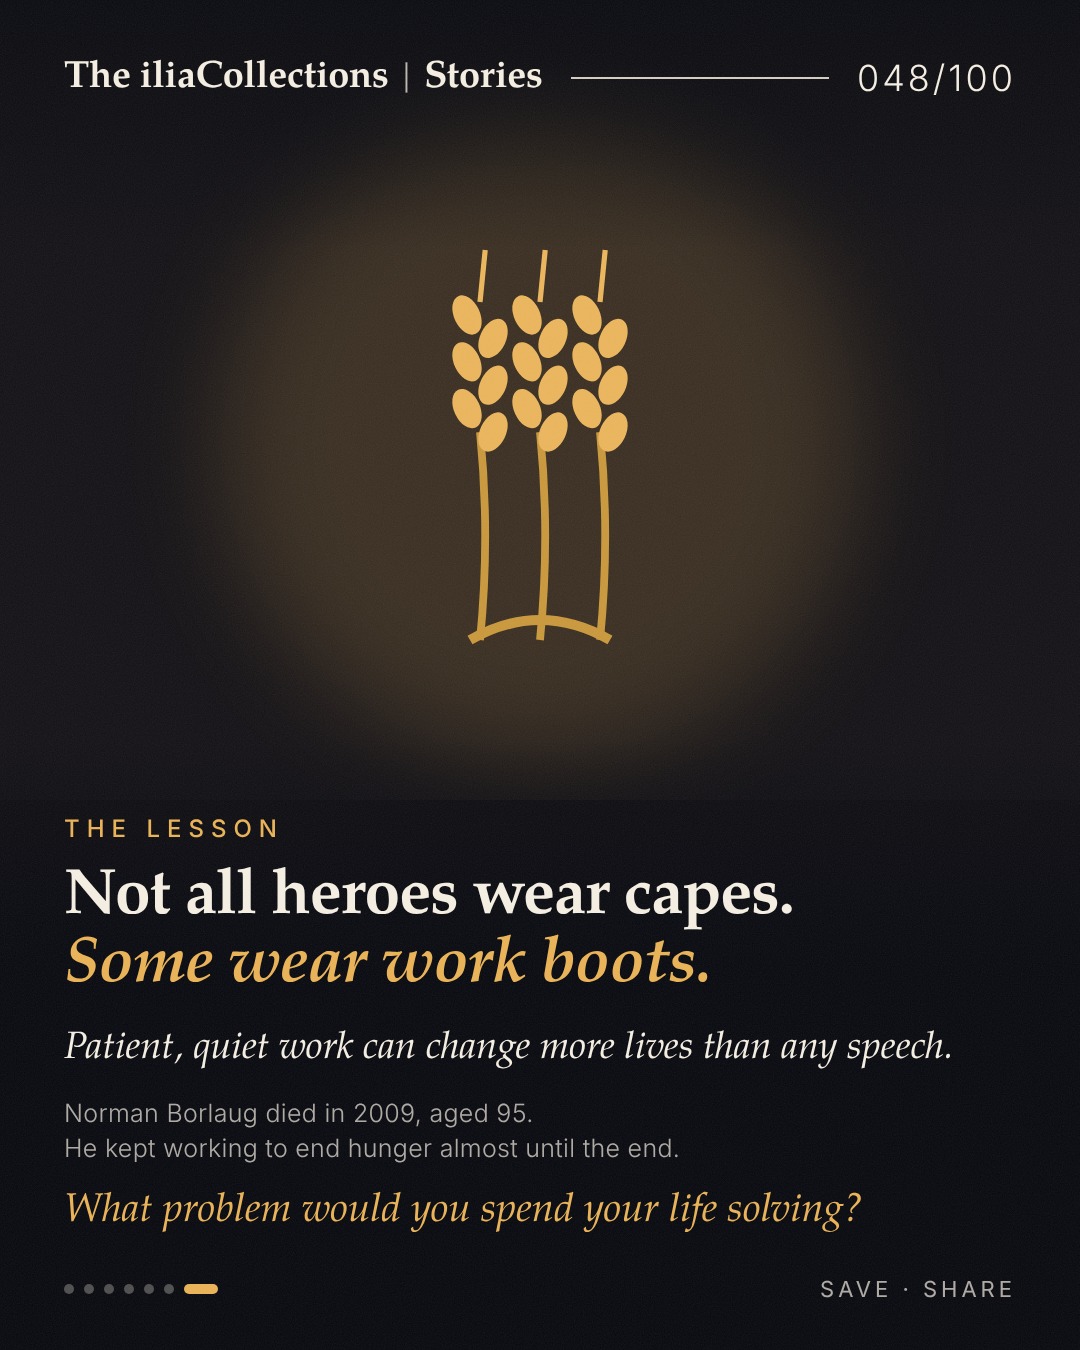 The iliaCollections | Stories 048/100
THE LESSON
Not all heroes wear capes.
Some wear work boots.
Patient, quiet work can change more lives than any speech.
Norman Borlaug died in 2009, aged 95.
He kept working to end hunger almost until the end.
What problem would you spend your life solving?
SAVE · SHARE